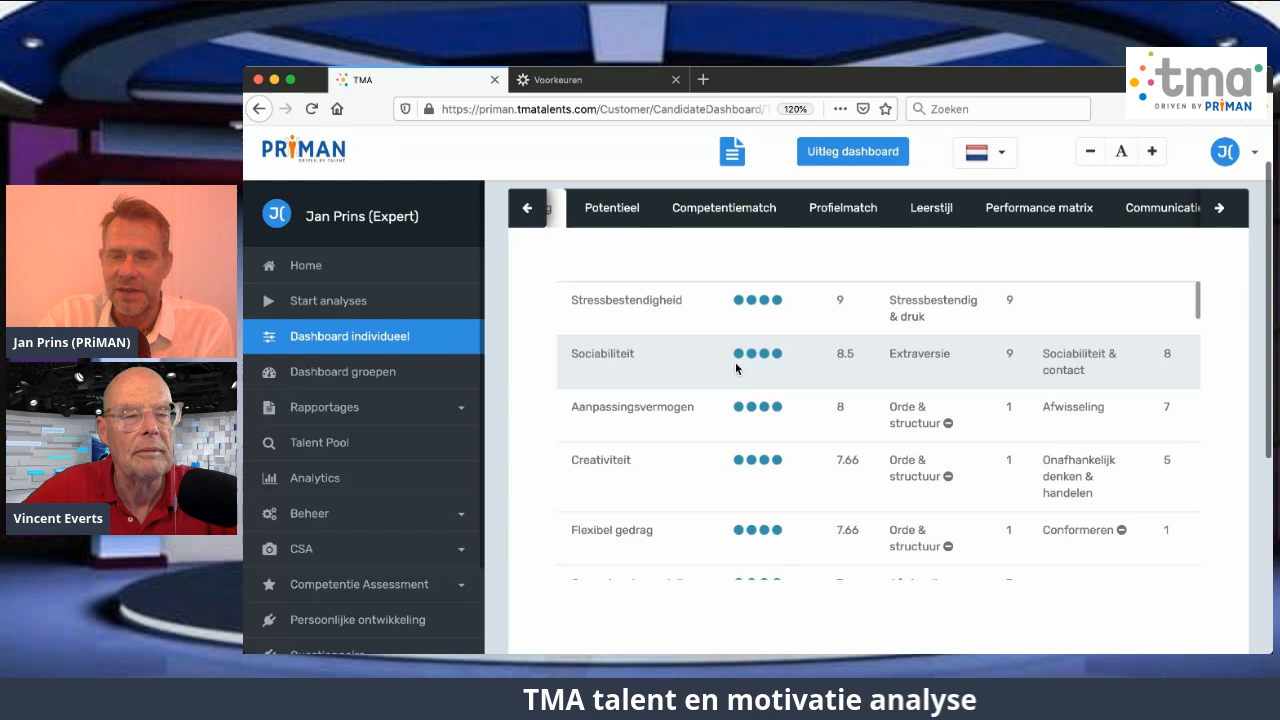 TMA
Voorkeuren
https://priman.tmatalents.com/Customer/CandidateDashboard/
120%
Zoeken
tma
DRIVEN BY PRiMAN
PRiMAN
DRIVEN BY TALENT
Uitleg dashboard
A
J(
J( Jan Prins (Expert)
Home
Start analyses
Dashboard individueel
Dashboard groepen
Rapportages
Talent Pool
Analytics
Beheer
CSA
Competentie Assessment
Persoonlijke ontwikkeling
Potentieel Competentiematch Profielmatch Leerstijl Performance matrix Communicatie
Stressbestendigheid 9 Stressbestendig 9
& druk
Sociabiliteit 8.5 Extraversie 9 Sociabiliteit & 8
contact
Aanpassingsvermogen 8 Orde & 1 Afwisseling 7
structuur
Creativiteit 7.66 Orde & 1 Onafhankelijk 5
structuur denken &
handelen
Flexibel gedrag 7.66 Orde & 1 Conformeren 1
structuur
Jan Prins (PRiMAN)
Vincent Everts
TMA talent en motivatie analyse